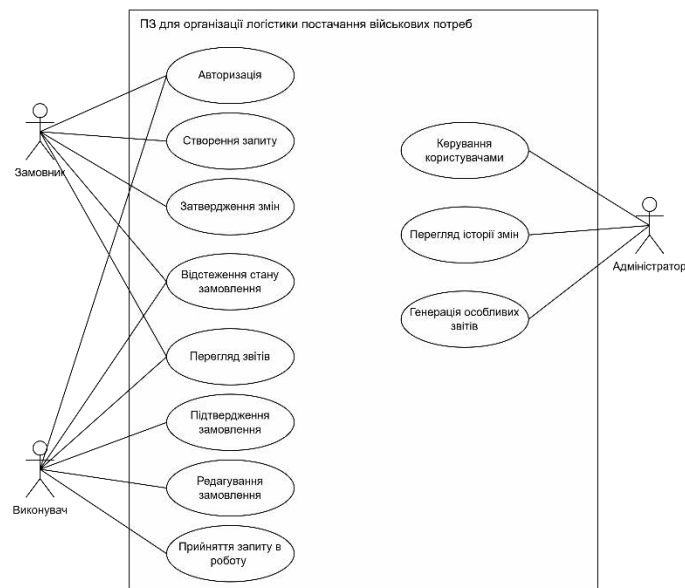 ПЗ для організації логістики постачання військових потреб
Авторизація
Створення запиту
Замовник
Затвердження змін
Відстеження стану
замовлення
Перегляд звітів
Підтвердження
замовлення
Редагування
замовлення
Виконувач
Прийняття запиту в
роботу
Керування
користувачами
Перегляд історії змін
Адміністратор
Генерація особливих
звітів